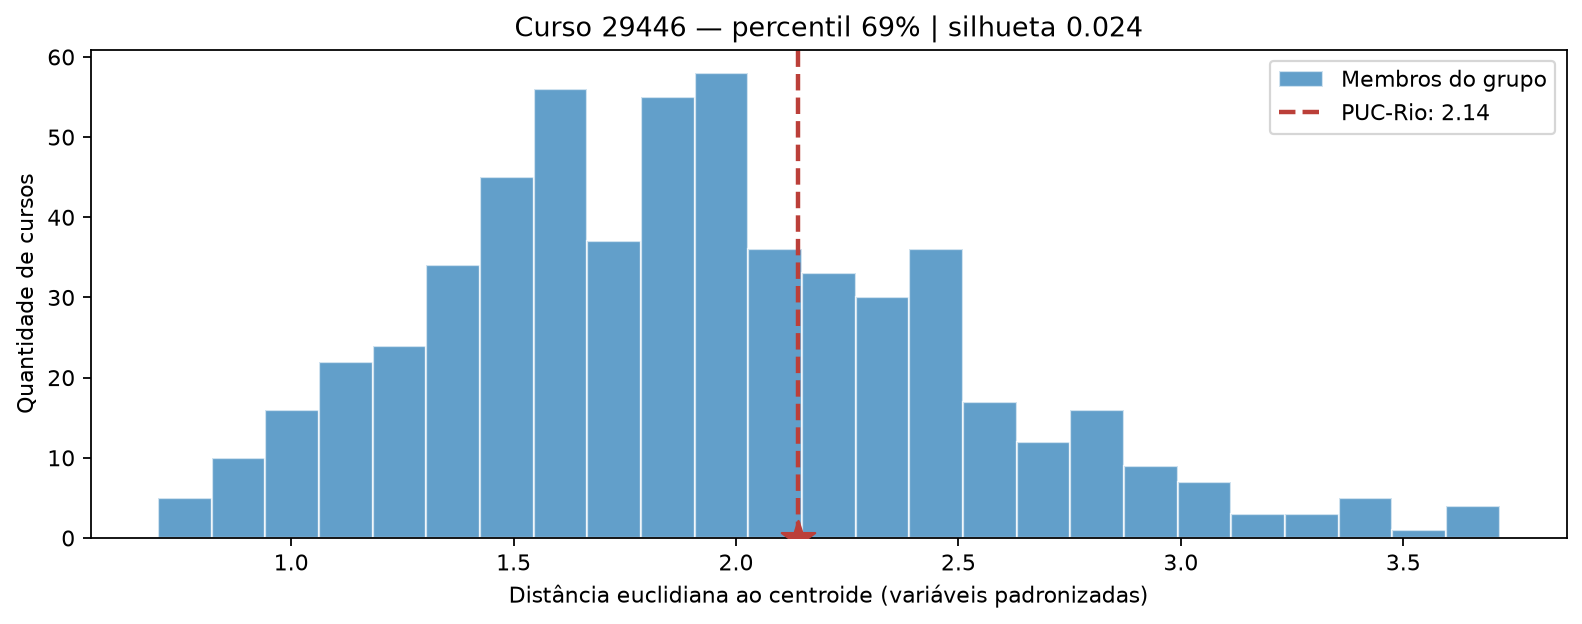 Curso 29446 — percentil 69% | silhueta 0.024
Membros do grupo
PUC-Rio: 2.14
Quantidade de cursos
60
50
40
30
20
10
0
1.0 1.5 2.0 2.5 3.0 3.5
Distância euclidiana ao centroide (variáveis padronizadas)